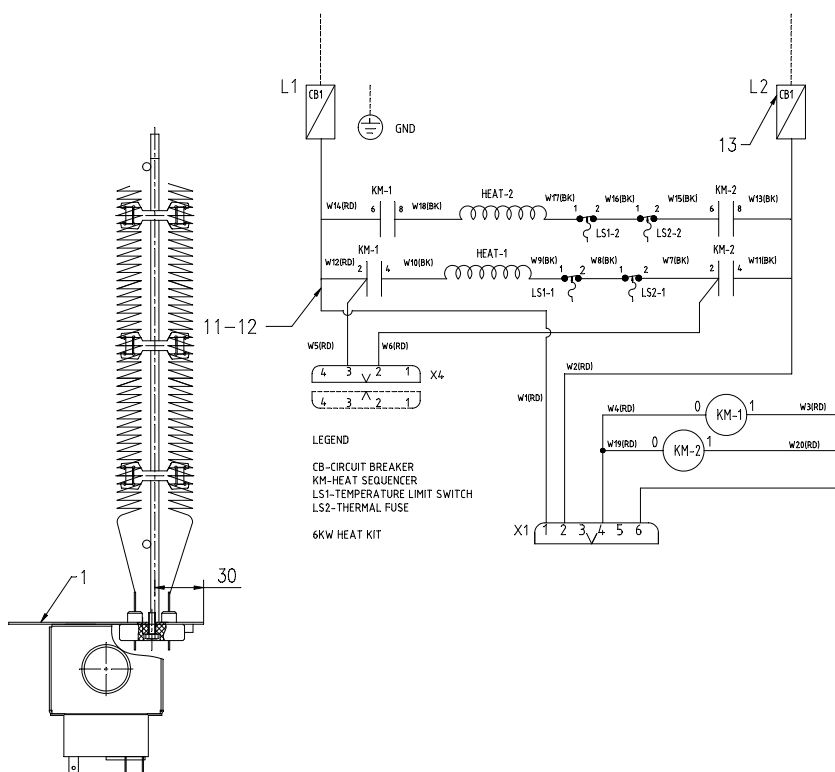 L1
CB1
GND
L2
CB1
13
W14(RD)
KM-1
6
8
W18(BK)
HEAT-2
W17(BK)
1
2
W16(BK)
1
2
W15(BK)
KM-2
6
8
W13(BK)
LS1-2
LS2-2
W12(RD)
KM-1
2
4
W10(BK)
HEAT-1
W9(BK)
1
2
W8(BK)
1
2
W7(BK)
KM-2
2
4
W11(BK)
LS1-1
LS2-1
11-12
W5(RD)
W6(RD)
4 3 2 1
X4
4 3 2 1
W2(RD)
W1(RD)
W4(RD)
0
KM-1
1
W3(RD)
W19(RD)
0
KM-2
1
W20(RD)
LEGEND
CB-CIRCUIT BREAKER
KM-HEAT SEQUENCER
LS1-TEMPERATURE LIMIT SWITCH
LS2-THERMAL FUSE
6KW HEAT KIT
X1
1 2 3 4 5 6
1
30